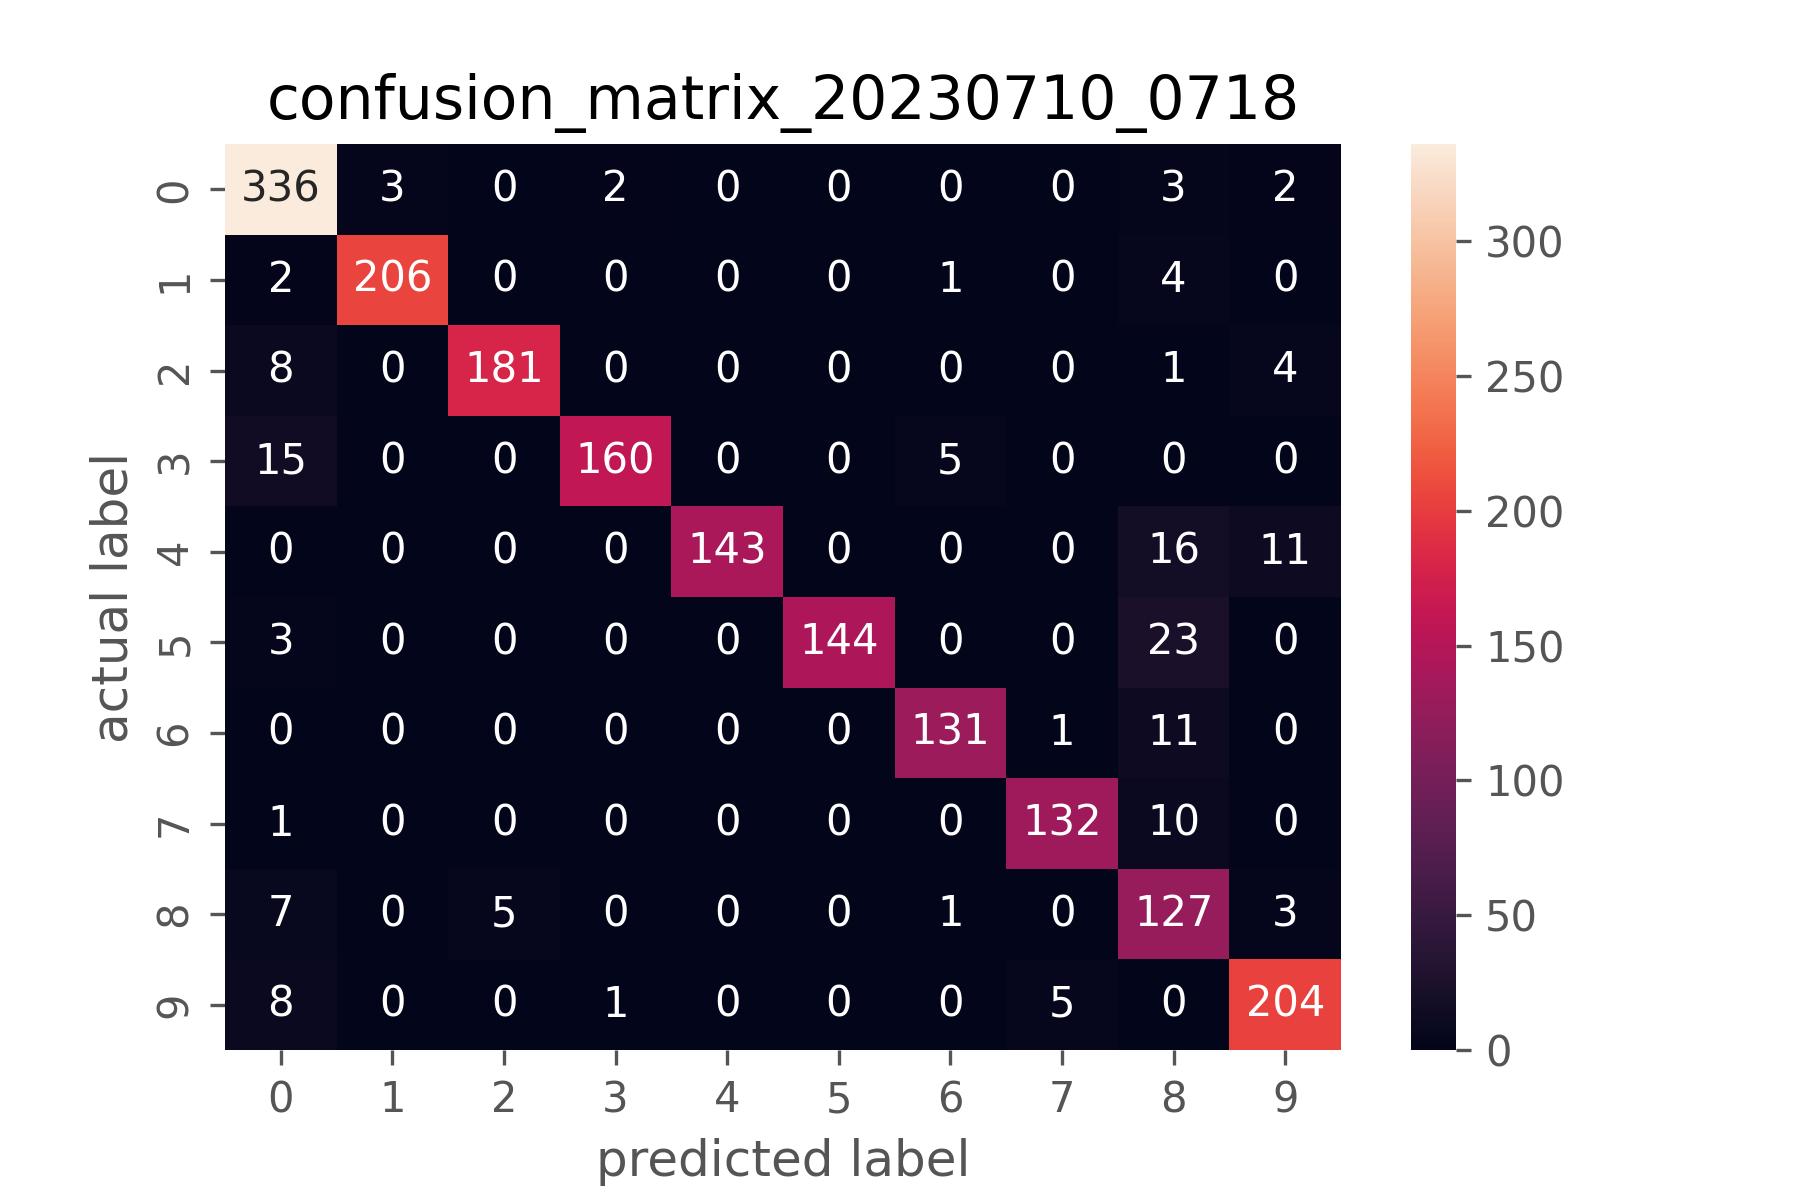 confusion_matrix_20230710_0718
0 336 3 0 2 0 0 0 0 3 2
1 2 206 0 0 0 0 1 0 4 0
2 8 0 181 0 0 0 0 0 1 4
3 15 0 0 160 0 0 5 0 0 0
4 0 0 0 0 143 0 0 0 16 11
5 3 0 0 0 0 144 0 0 23 0
6 0 0 0 0 0 0 131 1 11 0
7 1 0 0 0 0 0 0 132 10 0
8 7 0 5 0 0 0 1 0 127 3
9 8 0 0 1 0 0 0 5 0 204
0 1 2 3 4 5 6 7 8 9
predicted label
actual label
300
250
200
150
100
50
0